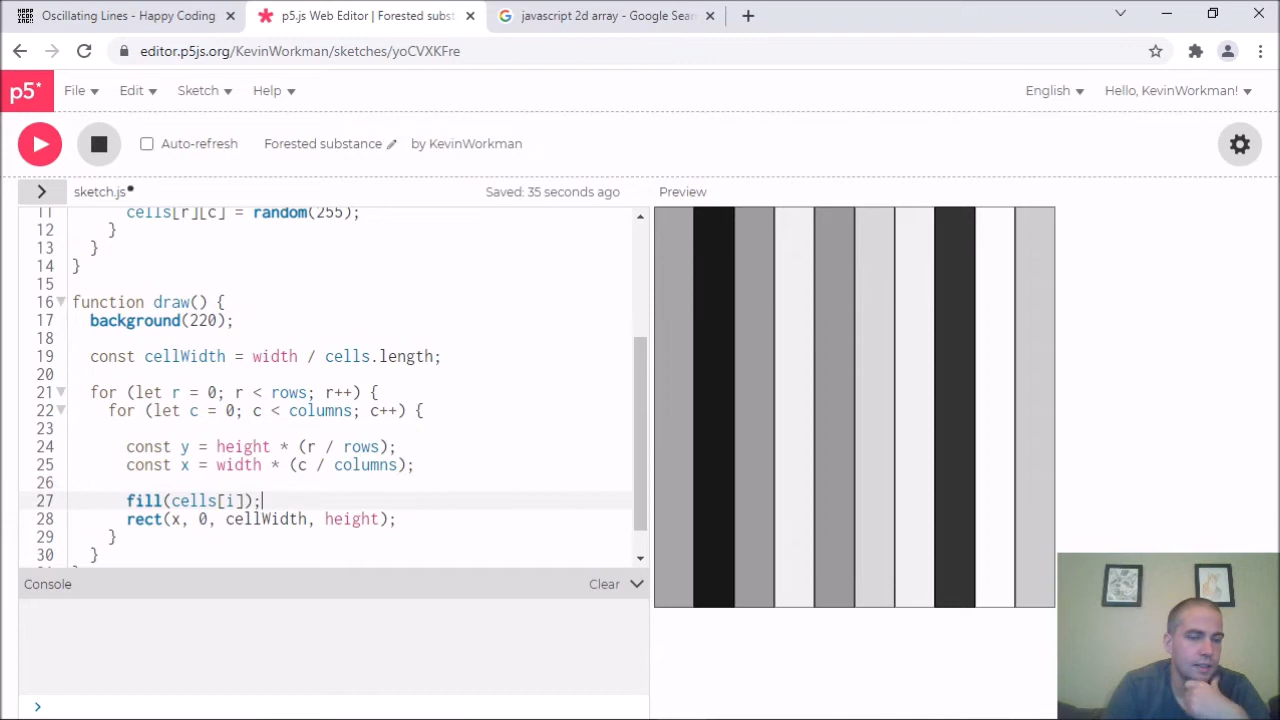 Oscillating Lines - Happy Coding
p5.js Web Editor | Forested subst
javascript 2d array - Google Sear
editor.p5js.org/KevinWorkman/sketches/yoCVXKFre
p5* File Edit Sketch Help English Hello, KevinWorkman!
Auto-refresh Forested substance by KevinWorkman
sketch.js Saved: 35 seconds ago Preview
11 cells[r][c] = random(255);
12 }
13 }
14 }
15
16 function draw() {
17 background(220);
18
19 const cellWidth = width / cells.length;
20
21 for (let r = 0; r < rows; r++) {
22 for (let c = 0; c < columns; c++) {
23
24 const y = height * (r / rows);
25 const x = width * (c / columns);
26
27 fill(cells[i]);
28 rect(x, 0, cellWidth, height);
29 }
30 }
Console Clear
>